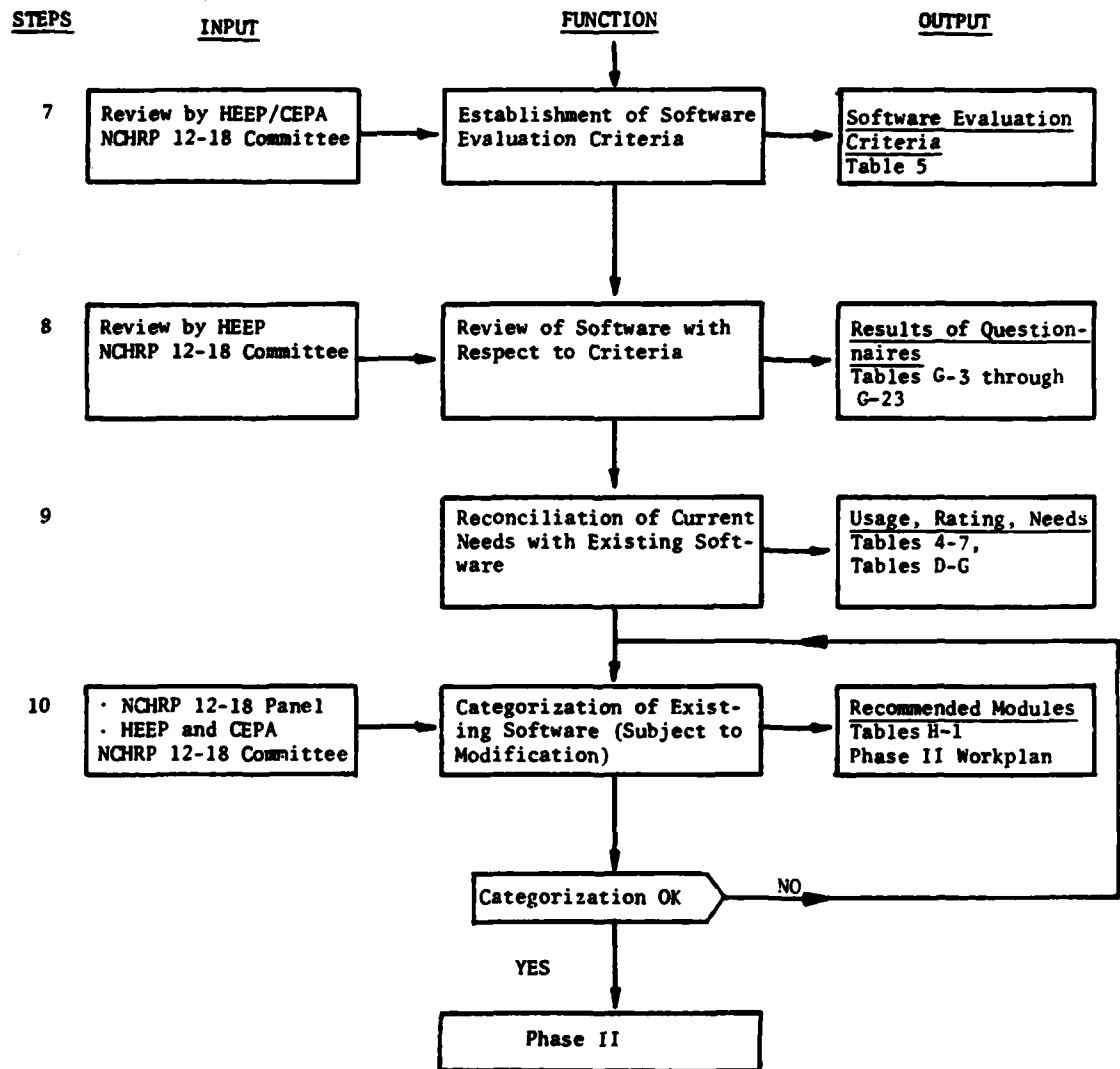 STEPS
INPUT
FUNCTION
OUTPUT
7
Review by HEEP/CEPA
NCHRP 12-18 Committee
Establishment of Software
Evaluation Criteria
Software Evaluation
Criteria
Table 5
8
Review by HEEP
NCHRP 12-18 Committee
Review of Software with
Respect to Criteria
Results of Question-
naires
Tables G-3 through
G-23
9
Reconciliation of Current
Needs with Existing Soft-
ware
Usage, Rating, Needs
Tables 4-7,
Tables D-G
10
· NCHRP 12-18 Panel
· HEEP and CEPA
NCHRP 12-18 Committee
Categorization of Exist-
ing Software (Subject to
Modification)
Recommended Modules
Tables H-1
Phase II Workplan
Categorization OK
NO
YES
Phase II